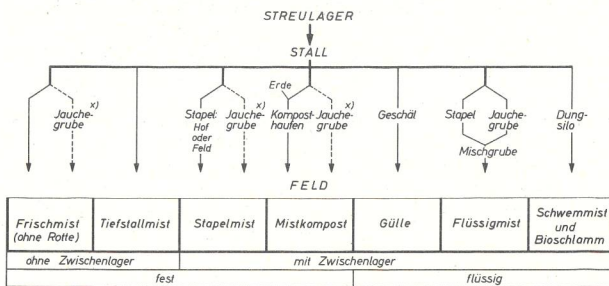 STREULAGER
STALL
Jauche-
grube x)
Stapel:
Hof
oder
Feld
Jauche-
grube x)
Erde
Kompost-
haufen
Jauche-
grube x)
Geschäl
Stapel
Jauche-
grube
Mischgrube
Dung-
silo
FELD
Frischmist
(ohne Rotte)
Tiefstallmist
Stapelmist
Mistkompost
Gülle
Flüssigmist
Schwemmist
und
Bioschlamm
ohne Zwischenlager
mit Zwischenlager
fest
flüssig